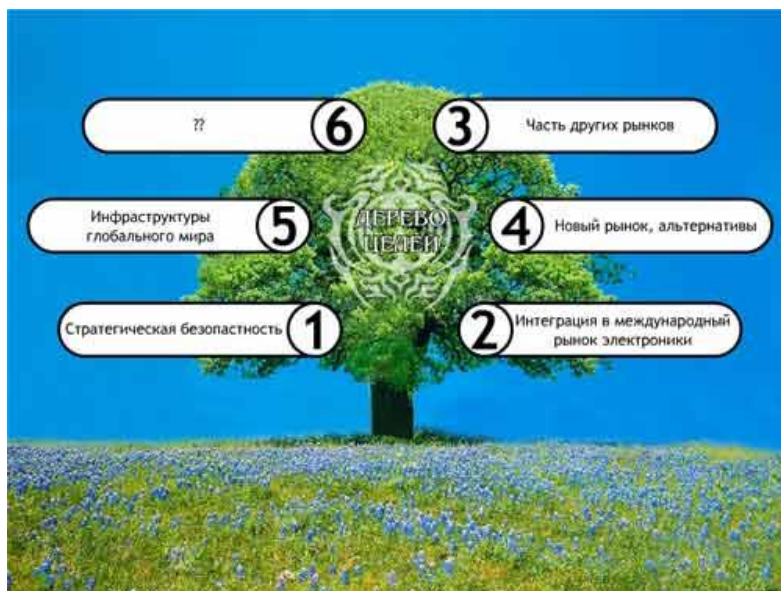 ??
6
3
Часть других рынков
Инфраструктуры
глобального мира
5
ДЕРЕВО
ЦЕЛЕЙ
4
Новый рынок, альтернативы
Стратегическая безопастность
1
2
Интеграция в международный
рынок электроники